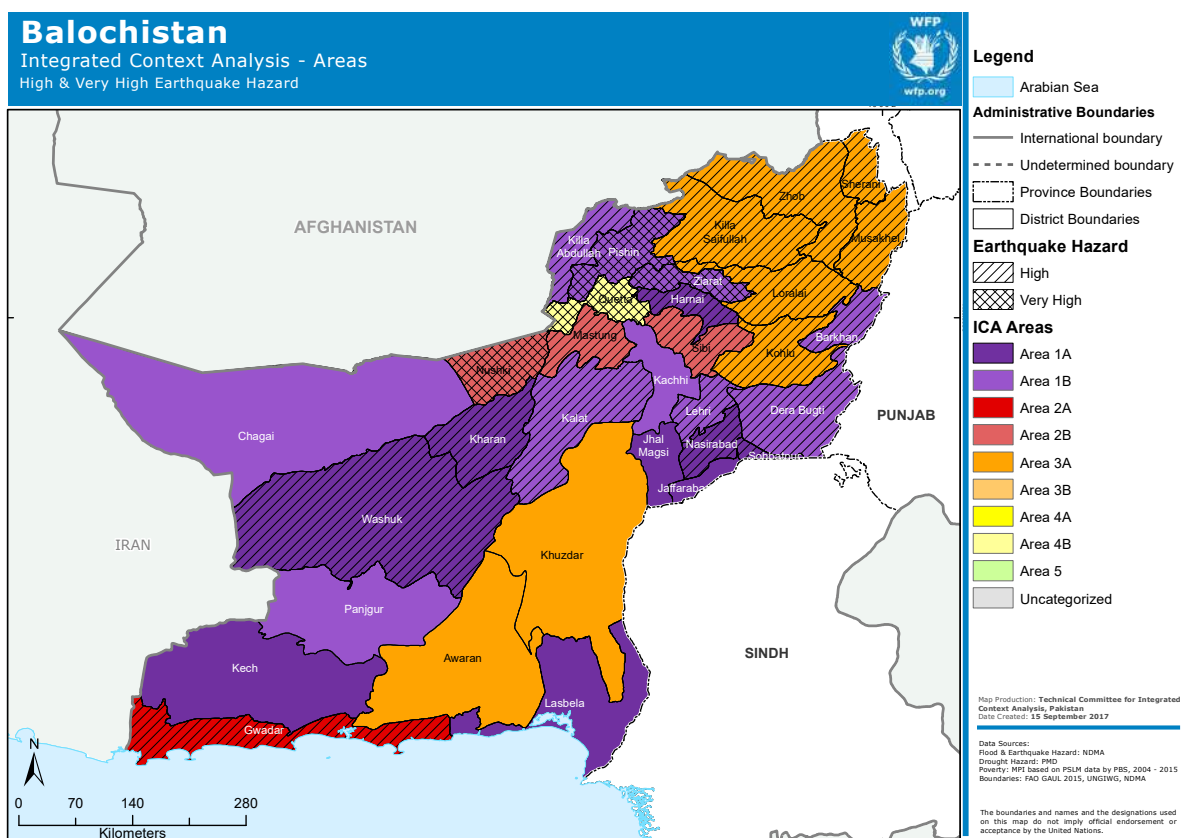 Balochistan
Integrated Context Analysis - Areas
High & Very High Earthquake Hazard
WFP
wfp.org
AFGHANISTAN
IRAN
PUNJAB
SINDH
Sherani
Zhob
Killa
Saifullah
Musakhel
Killa
Abdullah
Pishin
Ziarat
Quetta
Harnai
Loralai
Mastung
Sibi
Kohlu
Barkhan
Nushki
Kachhi
Chagai
Kalat
Lehri
Dera Bugti
Kharan
Jhal
Magsi
Nasirabad
Sohbatpur
Jaffarabad
Washuk
Khuzdar
Panjgur
Kech
Awaran
Lasbela
Gwadar
N
0 70 140 280
Kilometers
Legend
Arabian Sea
Administrative Boundaries
International boundary
Undetermined boundary
Province Boundaries
District Boundaries
Earthquake Hazard
High
Very High
ICA Areas
Area 1A
Area 1B
Area 2A
Area 2B
Area 3A
Area 3B
Area 4A
Area 4B
Area 5
Uncategorized
Map Production: Technical Committee for Integrated
Context Analysis, Pakistan
Date Created: 15 September 2017
Data Sources:
Flood & Earthquake Hazard: NDMA
Drought Hazard: PMD
Poverty: MPI based on PSLM data by PBS, 2004 - 2015
Boundaries: FAO GAUL 2015, UNGIWG, NDMA
The boundaries and names and the designations used
on this map do not imply official endorsement or
acceptance by the United Nations.